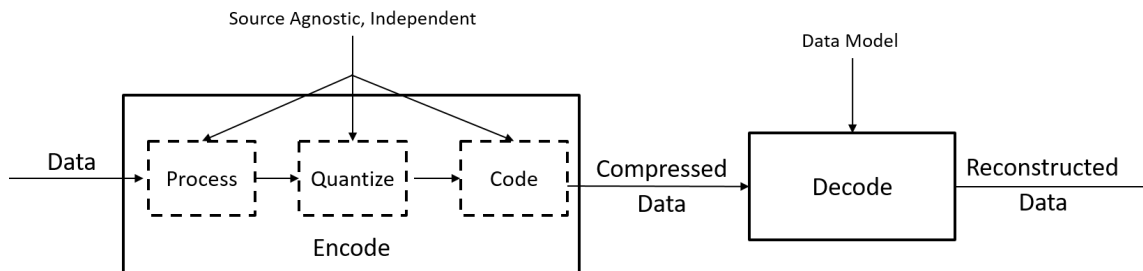 Source Agnostic, Independent
Data Model
Data
Process
Quantize
Code
Encode
Compressed
Data
Decode
Reconstructed
Data